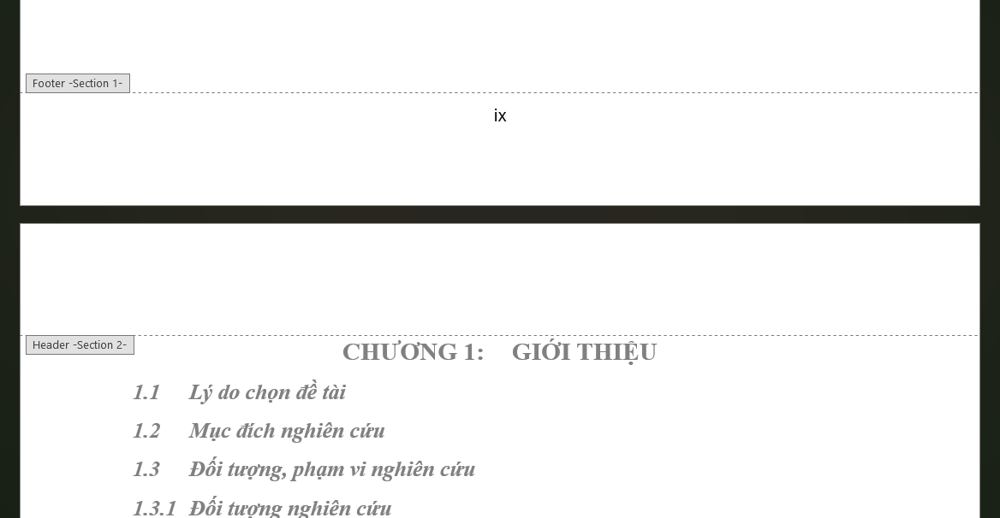 Footer -Section 1-
ix
Header -Section 2-
CHƯƠNG 1: GIỚI THIỆU
1.1 Lý do chọn đề tài
1.2 Mục đích nghiên cứu
1.3 Đối tượng, phạm vi nghiên cứu
1.3.1 Đối tượng nghiên cứu